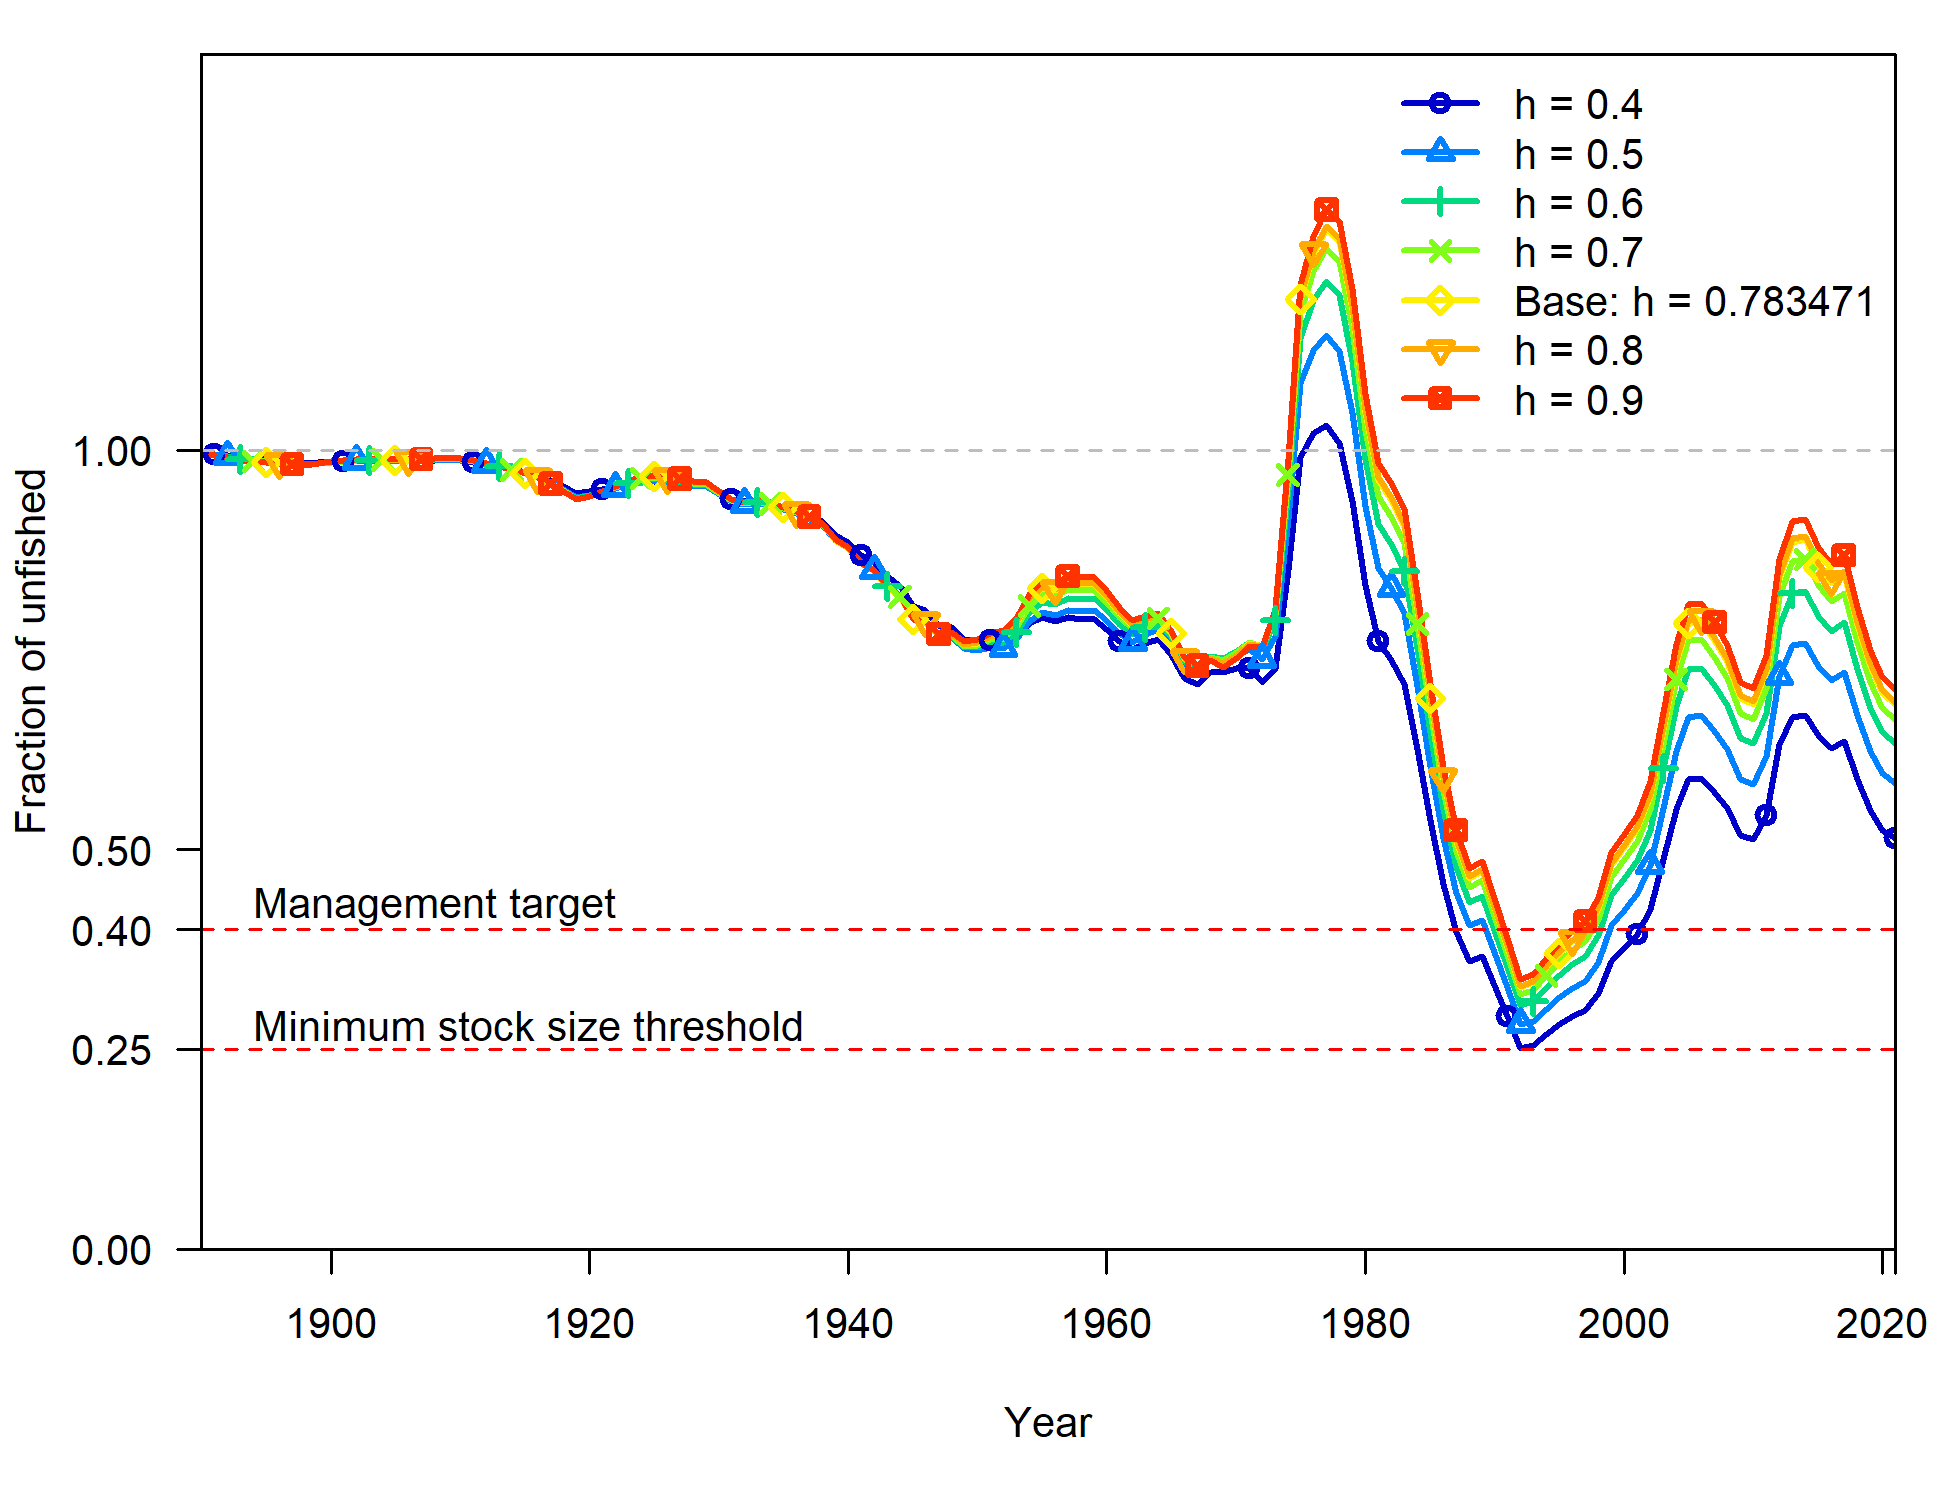 h = 0.4
h = 0.5
h = 0.6
h = 0.7
Base: h = 0.783471
h = 0.8
h = 0.9
Fraction of unfished
1.00
0.50
0.40
0.25
0.00
Management target
Minimum stock size threshold
1900 1920 1940 1960 1980 2000 2020
Year